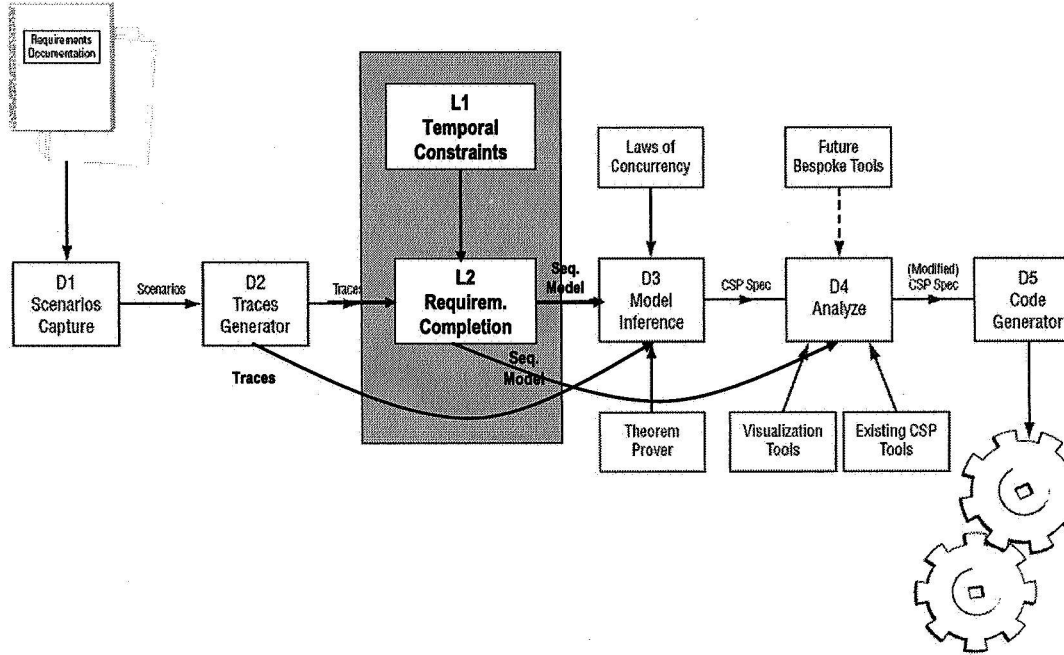 Requirements
Documentation
L1
Temporal
Constraints
Laws of
Concurrency
Future
Bespoke Tools
D1
Scenarios
Capture
Scenarios
D2
Traces
Generator
Traces
L2
Requirem.
Completion
Seq.
Model
D3
Model
Inference
CSP Spec
D4
Analyze
(Modified)
CSP Spec
D5
Code
Generator
Traces
Seq.
Model
Theorem
Prover
Visualization
Tools
Existing CSP
Tools